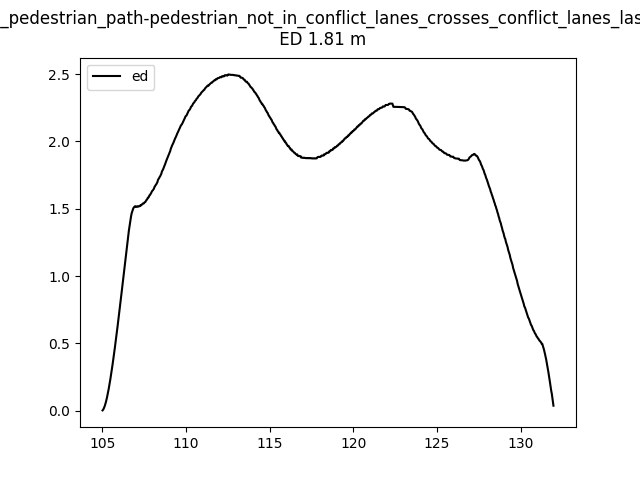 _pedestrian_path-pedestrian_not_in_conflict_lanes_crosses_conflict_lanes_las
ED 1.81 m
ed
2.5
2.0
1.5
1.0
0.5
0.0
105 110 115 120 125 130